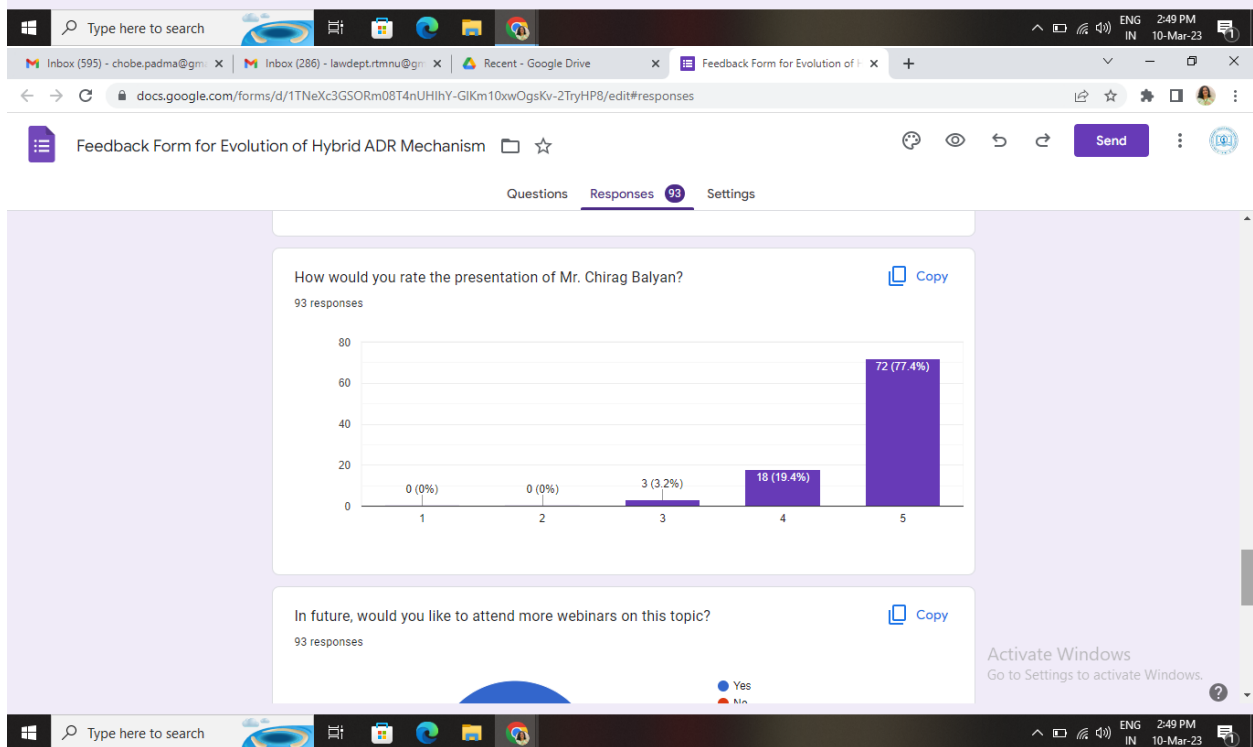 Type here to search
ENG 2:49 PM
IN 10-Mar-23
1
Inbox (595) - chobe.padma@gm
Inbox (286) - lawdept.rtmnu@gm
Recent - Google Drive
Feedback Form for Evolution of H
docs.google.com/forms/d/1TNeXc3GSORm08T4nUHIhY-GIKm10xwOgsKv-2TryHP8/edit#responses
Feedback Form for Evolution of Hybrid ADR Mechanism
Send
Questions Responses 93 Settings
How would you rate the presentation of Mr. Chirag Balyan?
Copy
93 responses
80
60
40
20
0
0 (0%)
0 (0%)
3 (3.2%)
18 (19.4%)
72 (77.4%)
1 2 3 4 5
In future, would you like to attend more webinars on this topic?
Copy
93 responses
Yes
No
Activate Windows
Go to Settings to activate Windows.
Type here to search
ENG 2:49 PM
IN 10-Mar-23
1